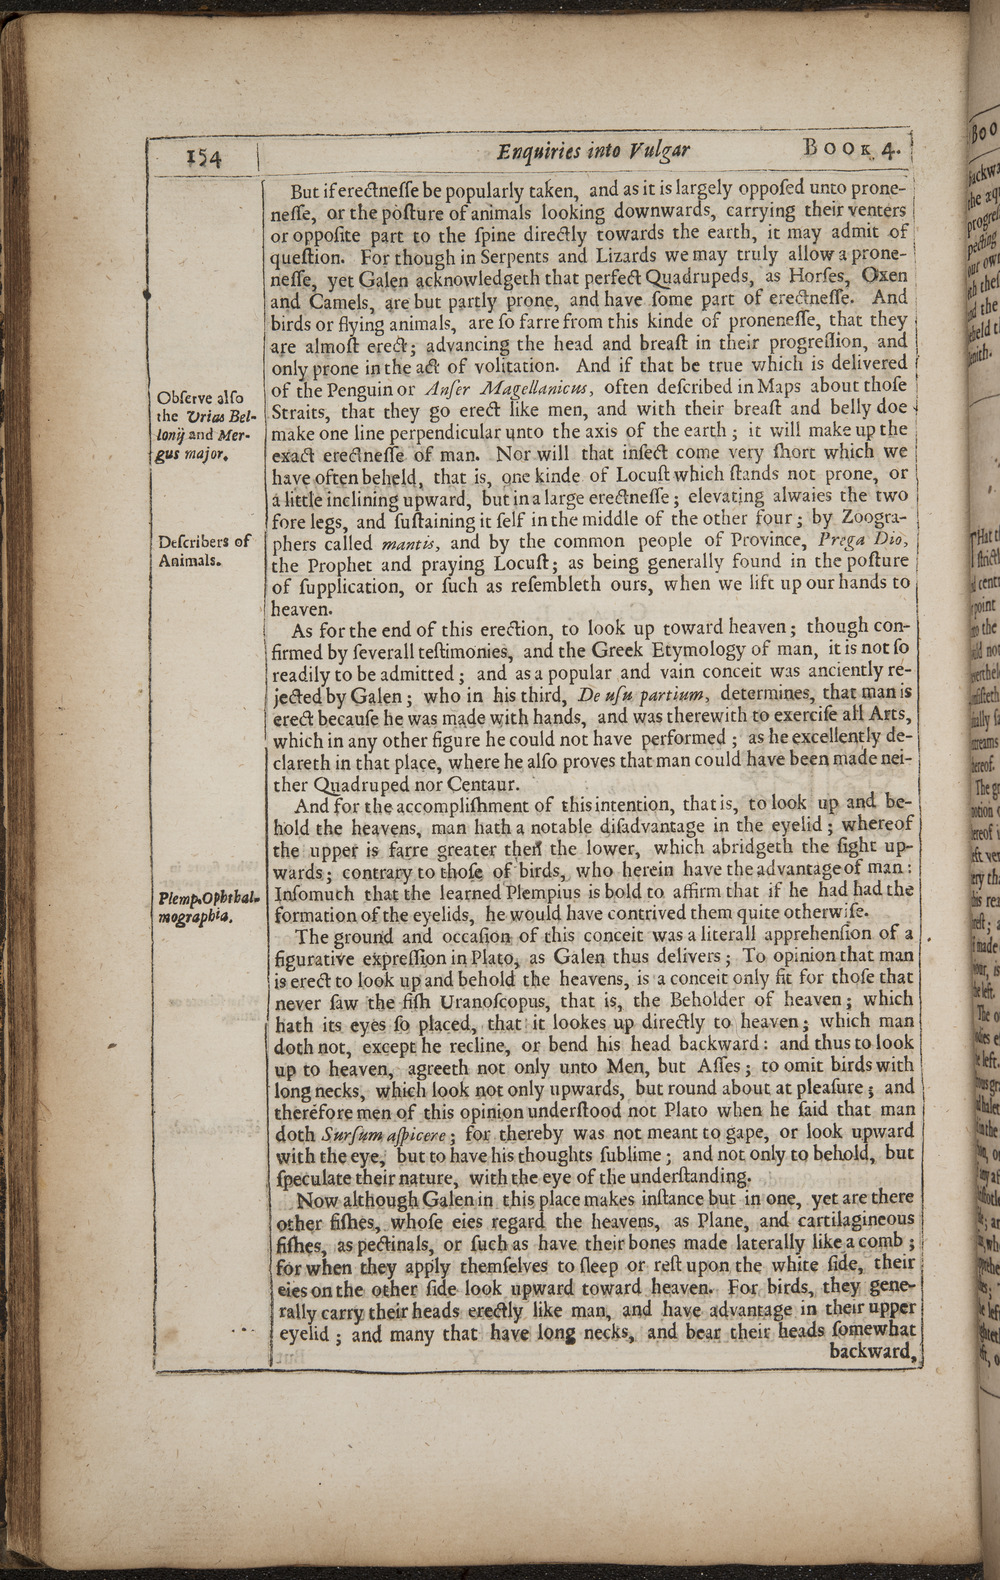 154
Enquiries into Vulgar
BOOK 4.
But if erectneſſe be popularly taken, and as it is largely oppoſed unto prone-
neſſe, or the poſture of animals looking downwards, carrying their venters
or oppoſite part to the ſpine directly towards the earth, it may admit of
queſtion. For though in Serpents and Lizards we may truly allow a prone-
neſſe, yet Galen acknowledgeth that perfect Quadrupeds, as Horſes, Oxen
and Camels, are but partly prone, and have ſome part of erectneſſe. And
birds or flying animals, are ſo farre from this kinde of proneneſſe, that they
are almoſt erect; advancing the head and breaſt in their progreſſion, and
only prone in the act of volitation. And if that be true which is delivered
of the Penguin or Anſer Magellanicus, often deſcribed in Maps about thoſe
Straits, that they go erect like men, and with their breaſt and belly doe
make one line perpendicular unto the axis of the earth; it will make up the
exact erectneſſe of man. Nor will that inſect come very ſhort which we
have often beheld, that is, one kinde of Locuſt which ſtands not prone, or
a little inclining upward, but in a large erectneſſe; elevating alwaies the two
fore legs, and ſuſtaining it ſelf in the middle of the other four; by Zoogra-
phers called mantis, and by the common people of Province, Prega Dio,
the Prophet and praying Locuſt; as being generally found in the poſture
of ſupplication, or ſuch as reſembleth ours, when we lift up our hands to
heaven.
As for the end of this erection, to look up toward heaven; though con-
firmed by ſeverall teſtimonies, and the Greek Etymology of man, it is not ſo
readily to be admitted; and as a popular and vain conceit was anciently re-
jected by Galen; who in his third, De uſu partium, determines, that man is
erect becauſe he was made with hands, and was therewith to exerciſe all Arts,
which in any other figure he could not have performed; as he excellently de-
clareth in that place, where he alſo proves that man could have been made nei-
ther Quadruped nor Centaur.
And for the accompliſhment of this intention, that is, to look up and be-
hold the heavens, man hath a notable diſadvantage in the eyelid; whereof
the upper is farre greater then the lower, which abridgeth the ſight up-
wards; contrary to thoſe of birds, who herein have the advantage of man:
Inſomuch that the learned Plempius is bold to affirm that if he had had the
formation of the eyelids, he would have contrived them quite otherwiſe.
The ground and occaſion of this conceit was a literall apprehenſion of a
figurative expreſſion in Plato, as Galen thus delivers; To opinion that man
is erect to look up and behold the heavens, is a conceit only fit for thoſe that
never ſaw the fiſh Uranoſcopus, that is, the Beholder of heaven; which
hath its eyes ſo placed, that it lookes up directly to heaven; which man
doth not, except he recline, or bend his head backward: and thus to look
up to heaven, agreeth not only unto Men, but Aſſes; to omit birds with
long necks, which look not only upwards, but round about at pleaſure; and
therefore men of this opinion underſtood not Plato when he ſaid that man
doth Surſum aſpicere; for thereby was not meant to gape, or look upward
with the eye, but to have his thoughts ſublime; and not only to behold, but
ſpeculate their nature, with the eye of the underſtanding.
Now although Galen in this place makes inſtance but in one, yet are there
other fiſhes, whoſe eies regard the heavens, as Plane, and cartilagineous
fiſhes, as pectinals, or ſuch as have their bones made laterally like a comb;
for when they apply themſelves to ſleep or reſt upon the white ſide, their
eies on the other ſide look upward toward heaven. For birds, they gene-
rally carry their heads erectly like man, and have advantage in their upper
eyelid; and many that have long necks, and bear their heads ſomewhat
backward,
Obſerve alſo
the Vrias Bel-
lonij and Mer-
gus major.
Deſcribers of
Animals.
Plemp. Ophthal-
mographia.